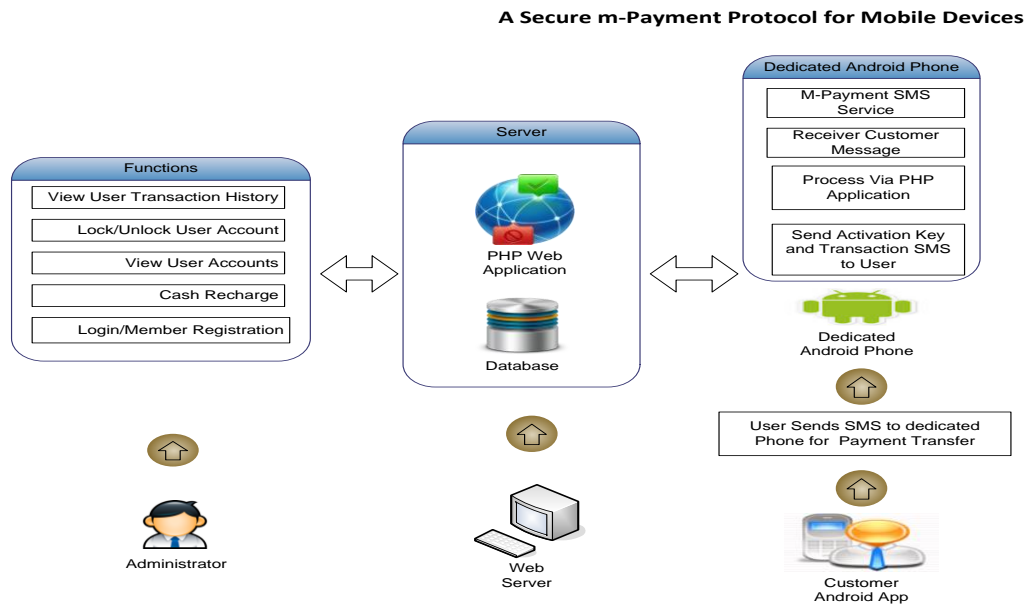 A Secure m-Payment Protocol for Mobile Devices
Functions
View User Transaction History
Lock/Unlock User Account
View User Accounts
Cash Recharge
Login/Member Registration
Administrator
Server
PHP Web
Application
Database
Web
Server
Dedicated Android Phone
M-Payment SMS
Service
Receiver Customer
Message
Process Via PHP
Application
Send Activation Key
and Transaction SMS
to User
Dedicated
Android Phone
User Sends SMS to dedicated
Phone for Payment Transfer
Customer
Android App